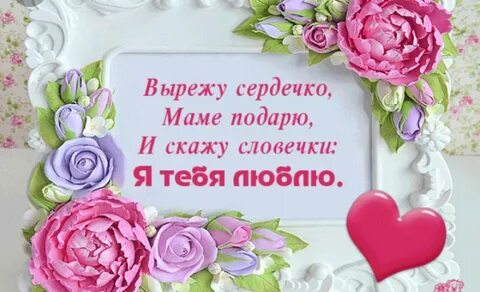 Вырежу сердечко,
Маме подарю,
И скажу словечки:
Я тебя люблю.